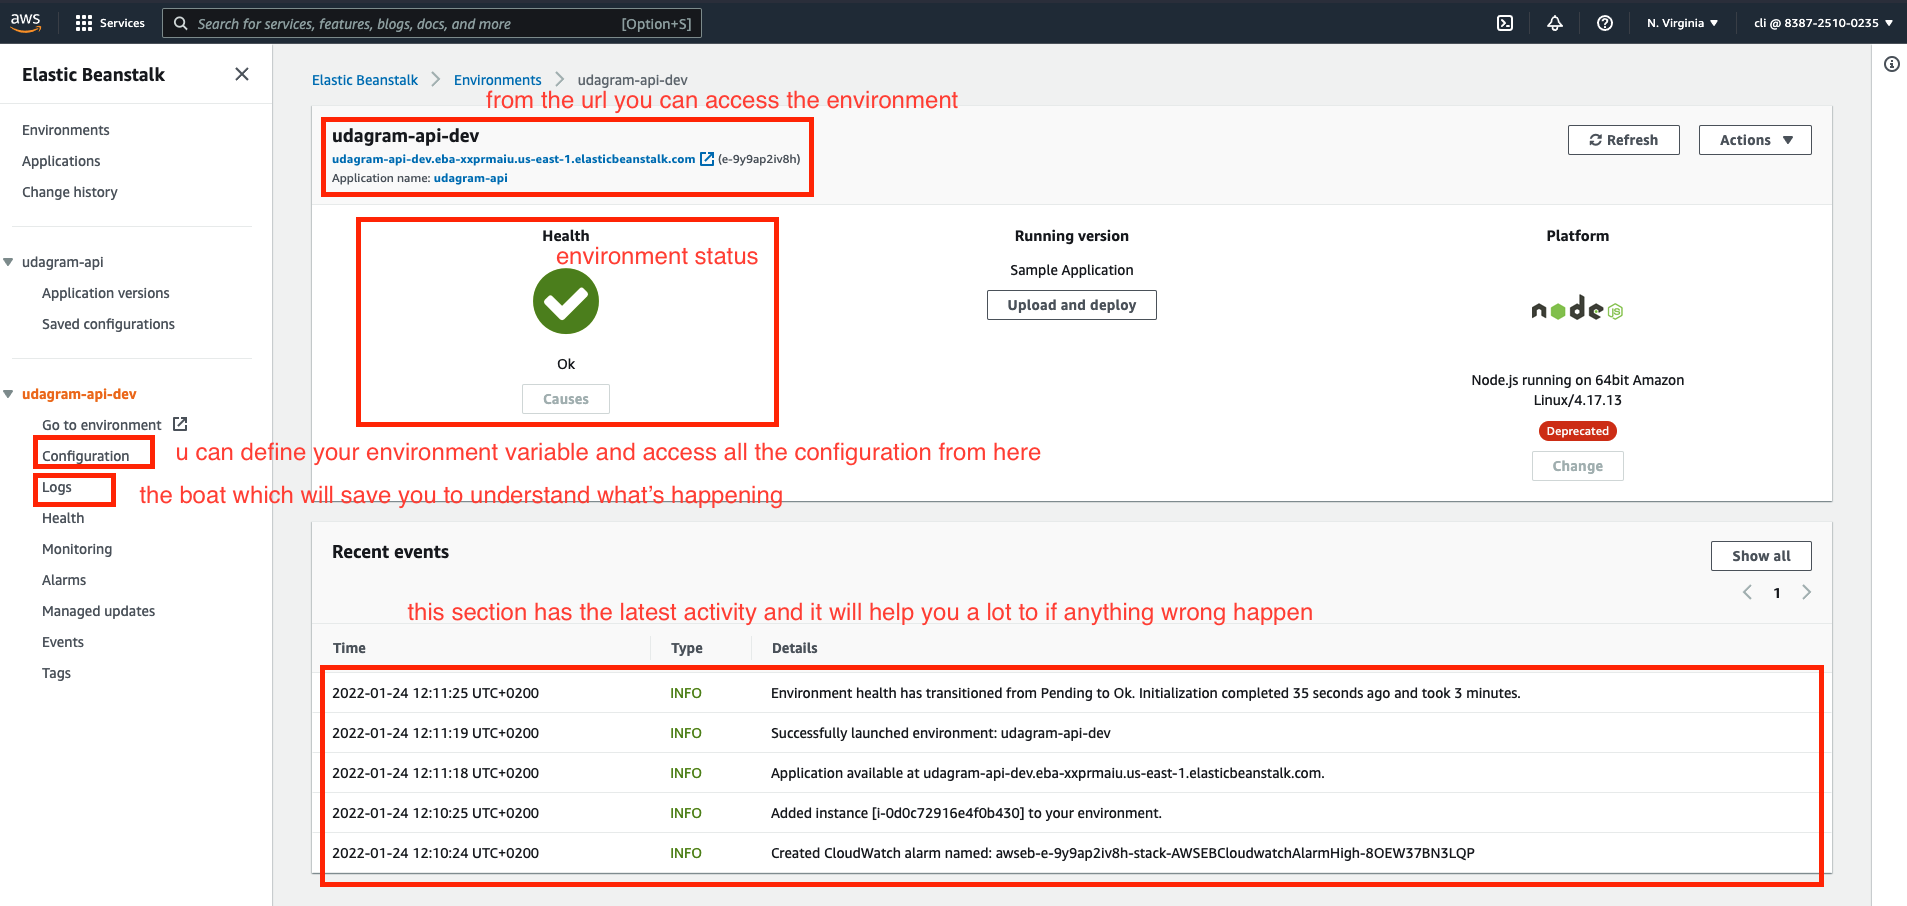 aws
Services
Search for services, features, blogs, docs, and more
[Option+S]
N. Virginia
cli @ 8387-2510-0235
Elastic Beanstalk
Environments
Applications
Change history
udagram-api
Application versions
Saved configurations
udagram-api-dev
Go to environment
Configuration
Logs
Health
Monitoring
Alarms
Managed updates
Events
Tags
Elastic Beanstalk
Environments
udagram-api-dev
from the url you can access the environment
udagram-api-dev
udagram-api-dev.eba-xxprmaiu.us-east-1.elasticbeanstalk.com (e-9y9ap2iv8h)
Application name: udagram-api
Refresh
Actions
Health
environment status
Ok
Causes
Running version
Sample Application
Upload and deploy
Platform
node JS
Node.js running on 64bit Amazon
Linux/4.17.13
Deprecated
Change
u can define your environment variable and access all the configuration from here
the boat which will save you to understand what's happening
Recent events
Show all
1
this section has the latest activity and it will help you a lot to if anything wrong happen
Time Type Details
2022-01-24 12:11:25 UTC+0200 INFO Environment health has transitioned from Pending to Ok. Initialization completed 35 seconds ago and took 3 minutes.
2022-01-24 12:11:19 UTC+0200 INFO Successfully launched environment: udagram-api-dev
2022-01-24 12:11:18 UTC+0200 INFO Application available at udagram-api-dev.eba-xxprmaiu.us-east-1.elasticbeanstalk.com.
2022-01-24 12:10:25 UTC+0200 INFO Added instance [i-0d0c72916e4f0b430] to your environment.
2022-01-24 12:10:24 UTC+0200 INFO Created CloudWatch alarm named: awseb-e-9y9ap2iv8h-stack-AWSEBCloudwatchAlarmHigh-8OEW37BN3LQP